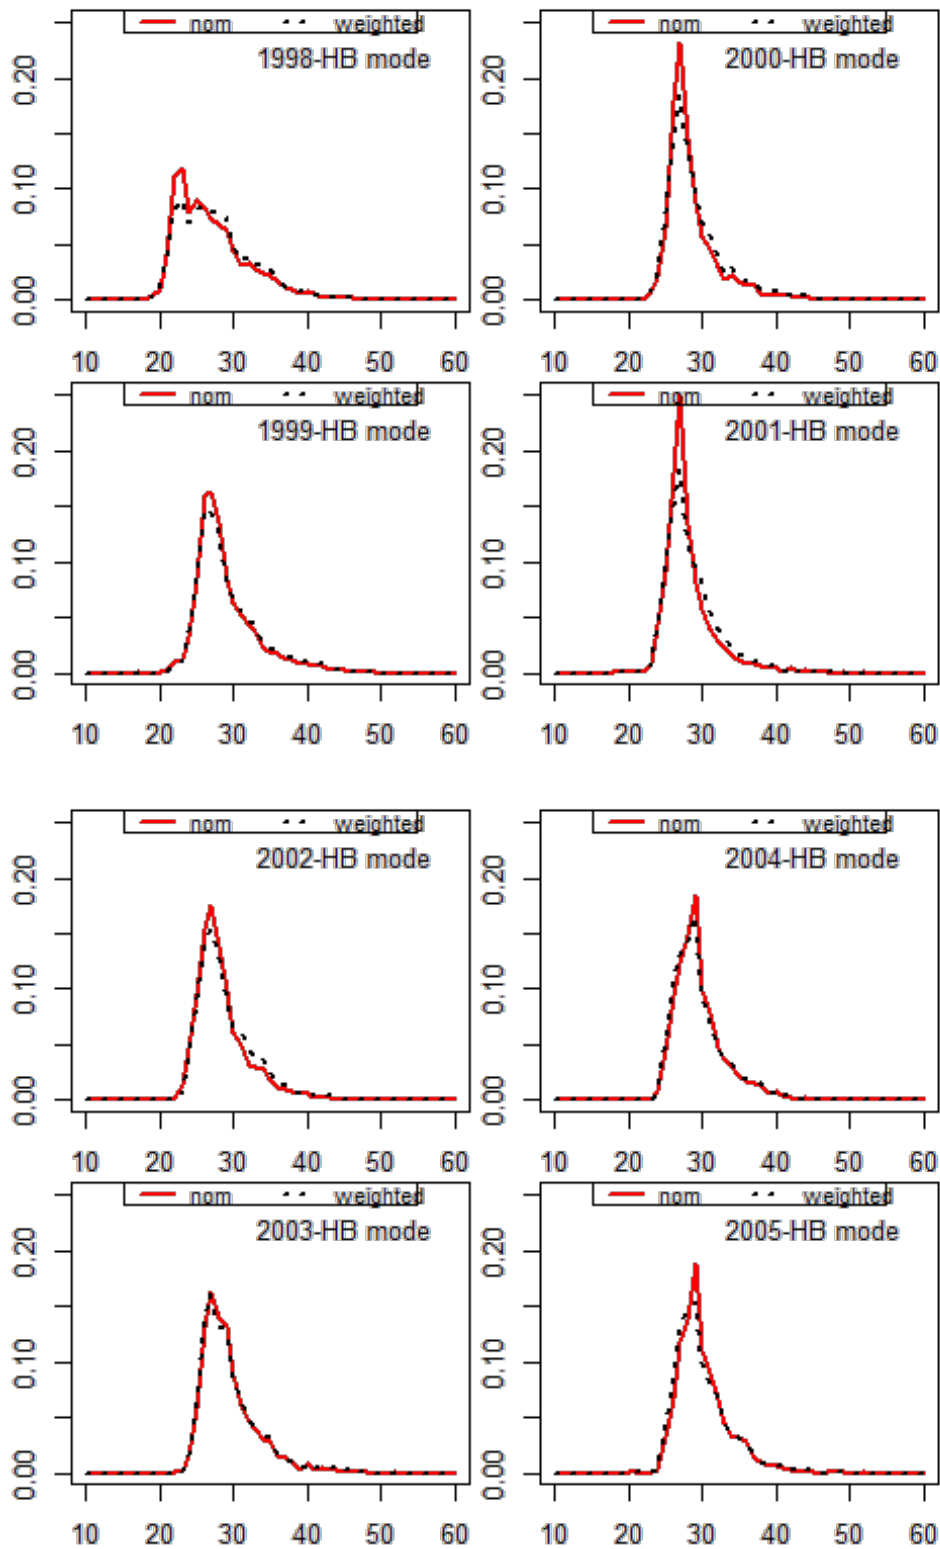 nom weighted
1998-HB mode
0.00 0.10 0.20
10 20 30 40 50 60
nom weighted
2000-HB mode
0.00 0.10 0.20
10 20 30 40 50 60
nom weighted
1999-HB mode
0.00 0.10 0.20
10 20 30 40 50 60
nom weighted
2001-HB mode
0.00 0.10 0.20
10 20 30 40 50 60
nom weighted
2002-HB mode
0.00 0.10 0.20
10 20 30 40 50 60
nom weighted
2004-HB mode
0.00 0.10 0.20
10 20 30 40 50 60
nom weighted
2003-HB mode
0.00 0.10 0.20
10 20 30 40 50 60
nom weighted
2005-HB mode
0.00 0.10 0.20
10 20 30 40 50 60